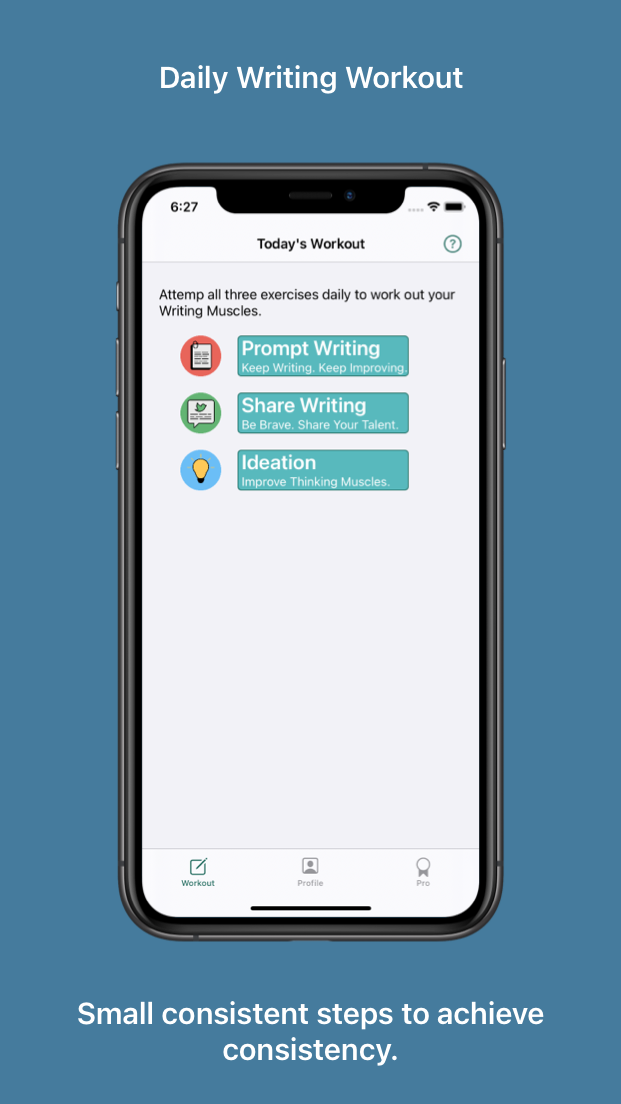 Daily Writing Workout
6:27
Today's Workout
?
Attemp all three exercises daily to work out your
Writing Muscles.
Prompt Writing
Keep Writing. Keep Improving.
Share Writing
Be Brave. Share Your Talent.
Ideation
Improve Thinking Muscles.
Workout Profile Pro
Small consistent steps to achieve
consistency.